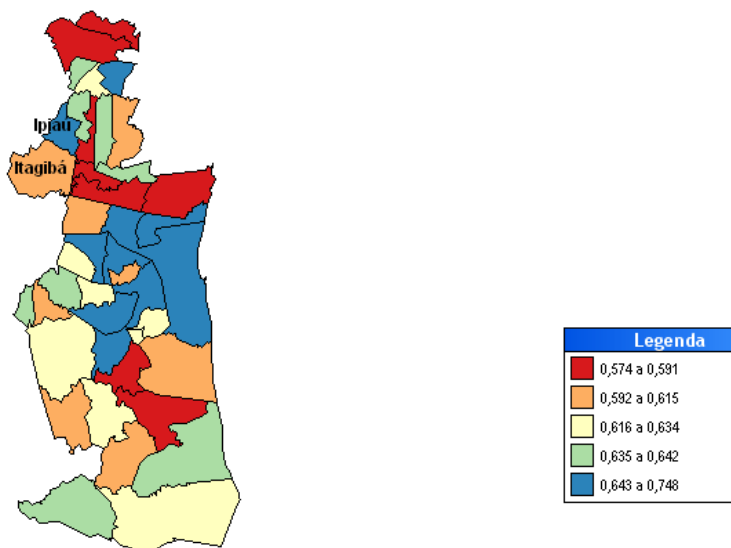 Ipiaú
Itagibá
Legenda
0,574 a 0,591
0,592 a 0,615
0,616 a 0,634
0,635 a 0,642
0,643 a 0,748